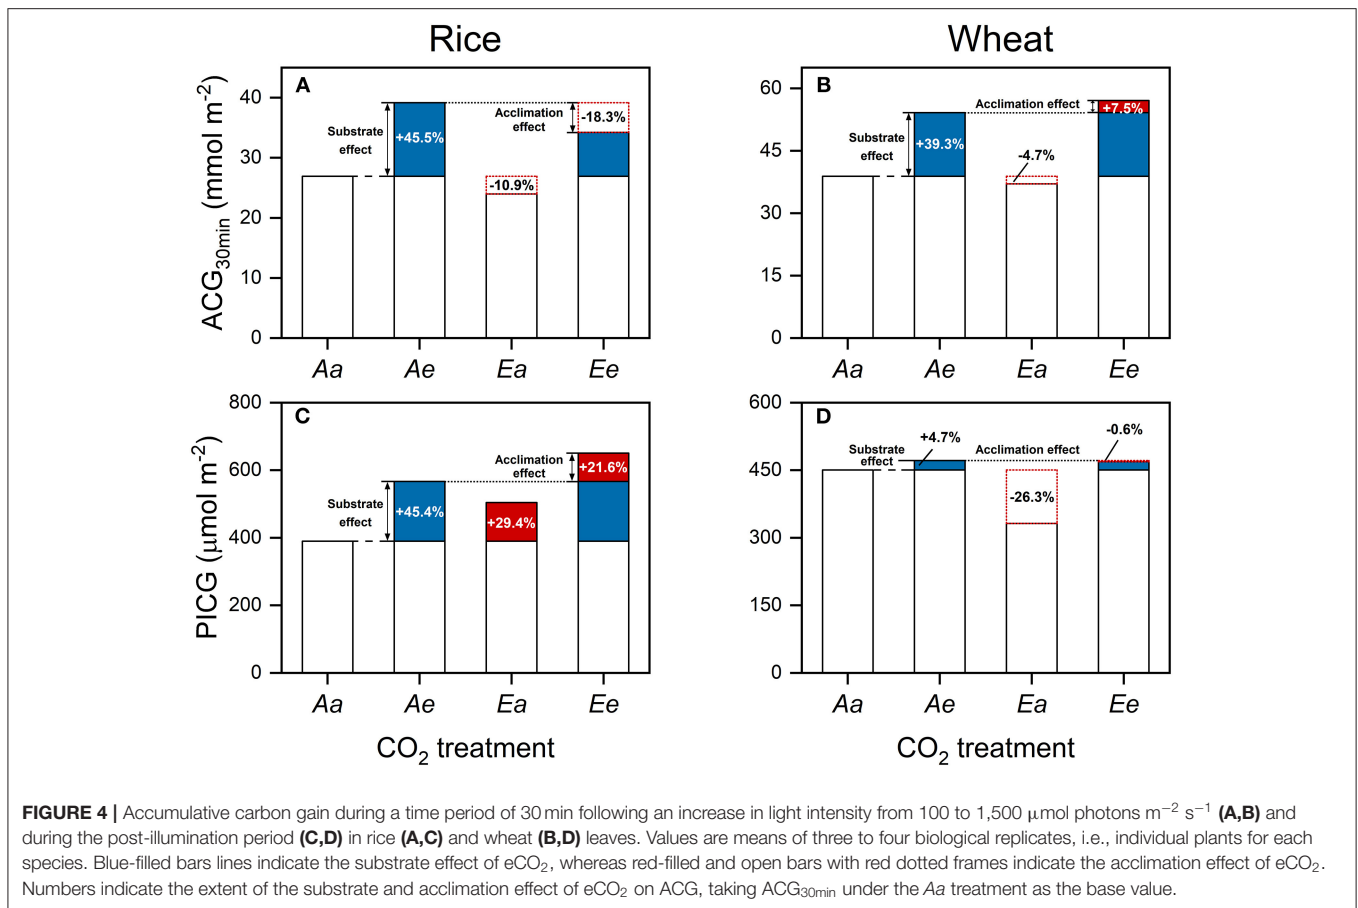 Rice
Wheat
A
ACG30min (mmol m-2)
40
30
20
10
0
Substrate
effect
+45.5%
-10.9%
Acclimation
effect
-18.3%
Aa
Ae
Ea
Ee
B
60
45
30
15
0
Substrate
effect
+39.3%
-4.7%
Acclimation effect
+7.5%
Aa
Ae
Ea
Ee
C
PICG (μmol m-2)
800
600
400
200
0
Substrate
effect
+45.4%
+29.4%
Acclimation
effect
+21.6%
Aa
Ae
Ea
Ee
CO2 treatment
D
600
450
300
150
0
Substrate
effect
+4.7%
-26.3%
Acclimation effect
-0.6%
Aa
Ae
Ea
Ee
CO2 treatment
FIGURE 4 | Accumulative carbon gain during a time period of 30 min following an increase in light intensity from 100 to 1,500 μmol photons m−2 s−1 (A,B) and
during the post-illumination period (C,D) in rice (A,C) and wheat (B,D) leaves. Values are means of three to four biological replicates, i.e., individual plants for each
species. Blue-filled bars lines indicate the substrate effect of eCO2, whereas red-filled and open bars with red dotted frames indicate the acclimation effect of eCO2.
Numbers indicate the extent of the substrate and acclimation effect of eCO2 on ACG, taking ACG30min under the Aa treatment as the base value.